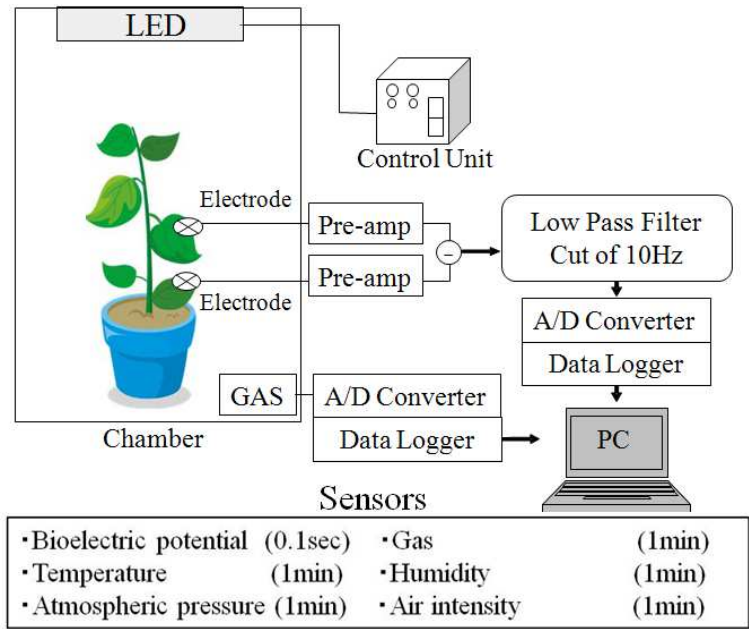 LED
Control Unit
Electrode
Pre-amp
Low Pass Filter
Cut of 10Hz
−
Pre-amp
Electrode
A/D Converter
Data Logger
GAS
A/D Converter
Data Logger
PC
Chamber
Sensors
・Bioelectric potential (0.1sec) ・Gas (1min)
・Temperature (1min) ・Humidity (1min)
・Atmospheric pressure (1min) ・Air intensity (1min)